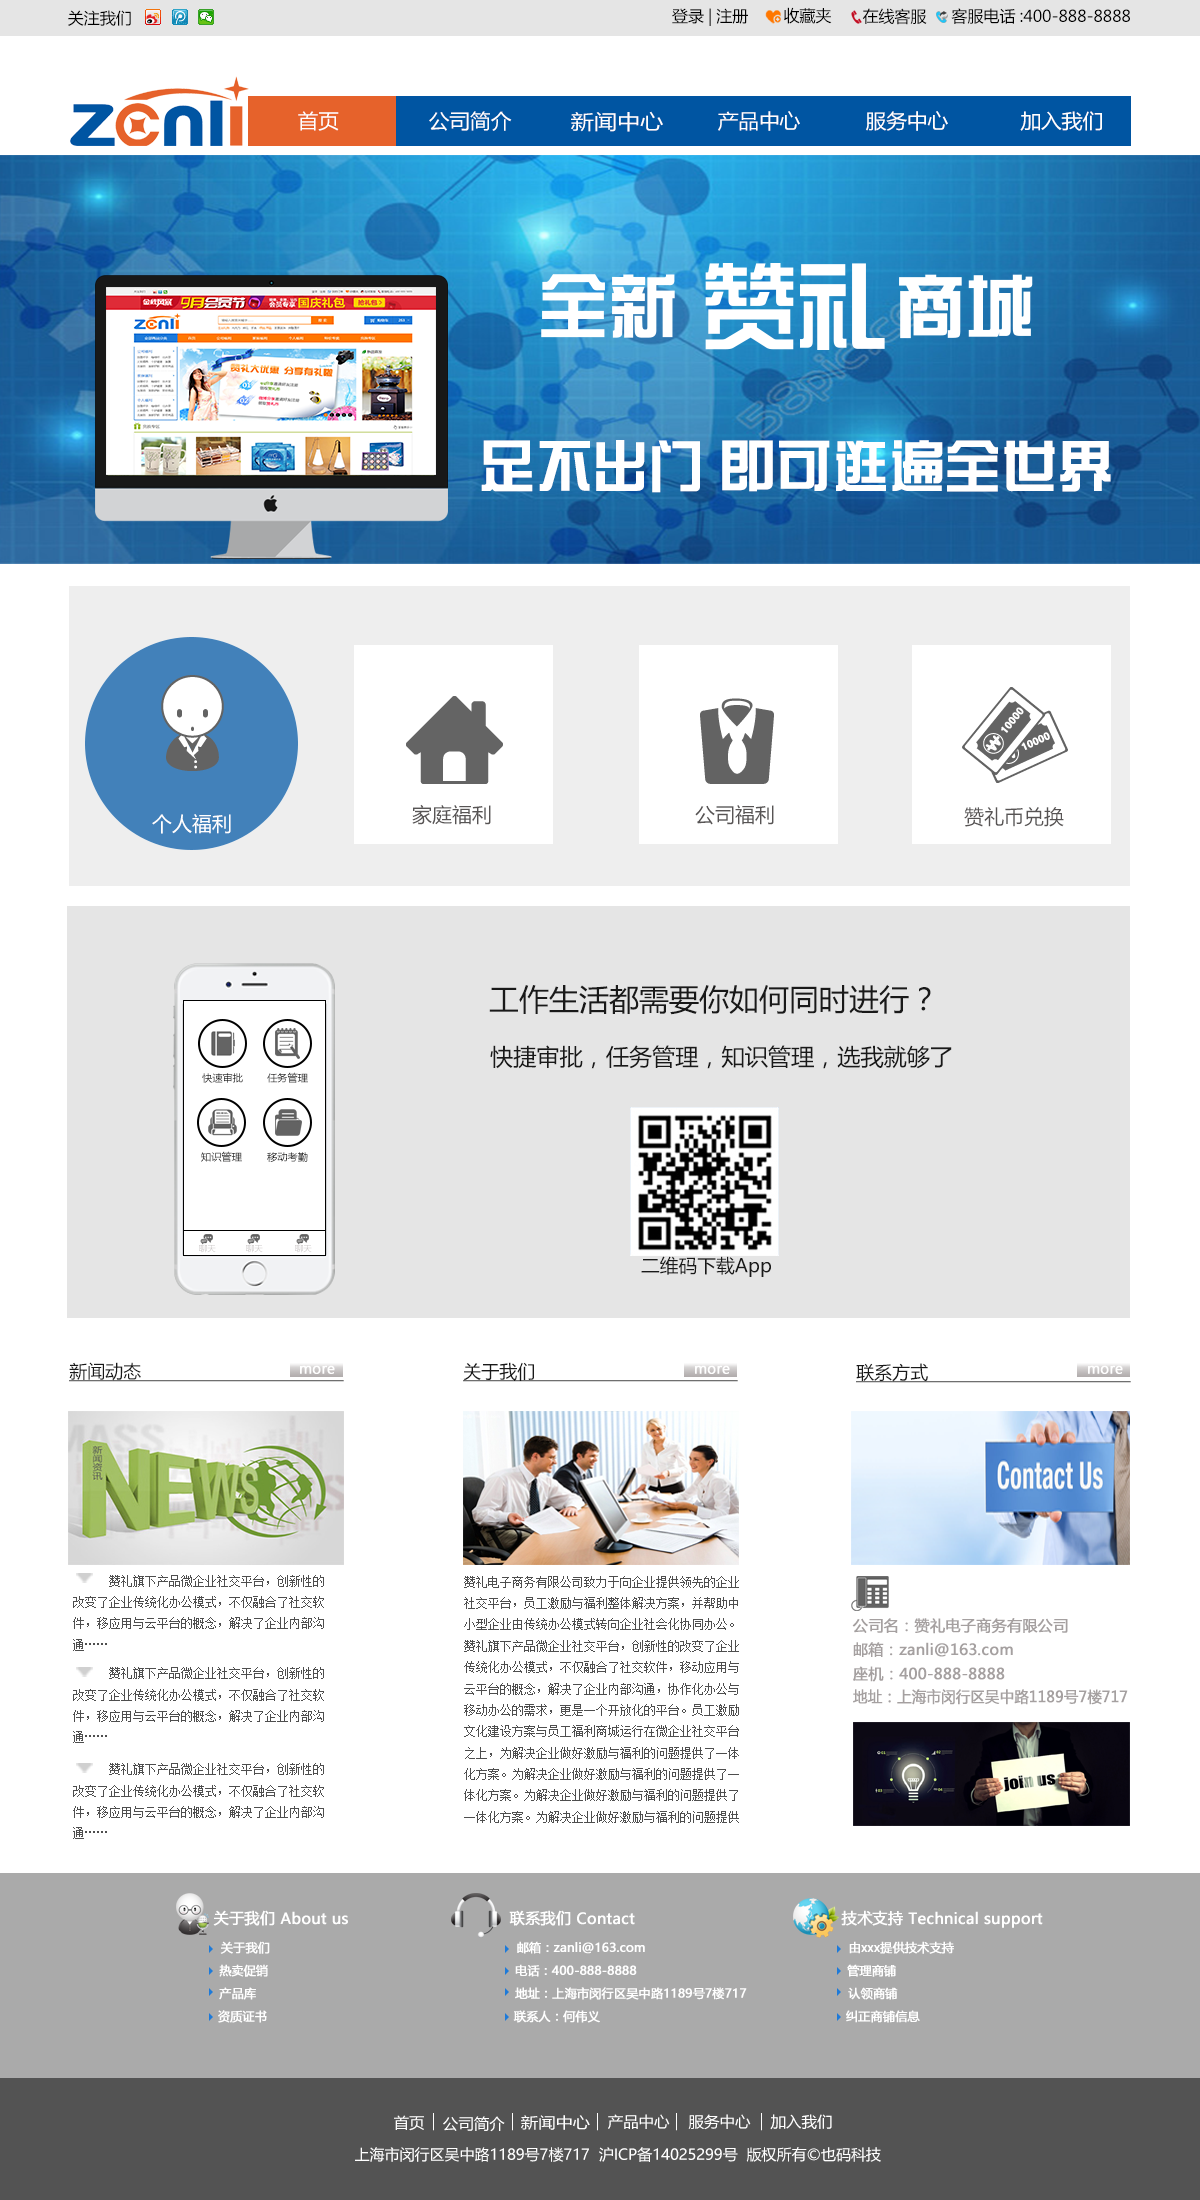 关注我们
登录 | 注册 收藏夹 在线客服 客服电话 :400-888-8888
zenli
首页 公司简介 新闻中心 产品中心 服务中心 加入我们
全新 赞礼 商城
足不出门 即可逛遍全世界
9月会员节 国庆礼包
zenli
赞礼大优惠 分享有礼啦
个人福利
家庭福利
公司福利
10000
10000
赞礼币兑换
工作生活都需要你如何同时进行？
快捷审批，任务管理，知识管理，选我就够了
快速审批 任务管理
知识管理 移动考勤
聊天 聊天 聊天
二维码下载App
新闻动态 more
关于我们 more
联系方式 more
MASS
新闻资讯
NEWS
Contact Us
赞礼旗下产品微企业社交平台，创新性的
改变了企业传统化办公模式，不仅融合了社交软
件，移应用与云平台的概念，解决了企业内部沟
通……
赞礼旗下产品微企业社交平台，创新性的
改变了企业传统化办公模式，不仅融合了社交软
件，移应用与云平台的概念，解决了企业内部沟
通……
赞礼旗下产品微企业社交平台，创新性的
改变了企业传统化办公模式，不仅融合了社交软
件，移应用与云平台的概念，解决了企业内部沟
通……
赞礼电子商务有限公司致力于向企业提供领先的企业
社交平台，员工激励与福利整体解决方案，并帮助中
小型企业由传统办公模式转向企业社会化协同办公。
赞礼旗下产品微企业社交平台，创新性的改变了企业
传统化办公模式，不仅融合了社交软件，移动应用与
云平台的概念，解决了企业内部沟通，协作化办公与
移动办公的需求，更是一个开放化的平台。员工激励
文化建设方案与员工福利商城运行在微企业社交平台
之上，为解决企业做好激励与福利的问题提供了一体
化方案。为解决企业做好激励与福利的问题提供了一
体化方案。为解决企业做好激励与福利的问题提供了
一体化方案。为解决企业做好激励与福利的问题提供
公司名：赞礼电子商务有限公司
邮箱：zanli@163.com
座机：400-888-8888
地址：上海市闵行区吴中路1189号7楼717
join us
关于我们 About us
关于我们
热卖促销
产品库
资质证书
联系我们 Contact
邮箱：zanli@163.com
电话：400-888-8888
地址：上海市闵行区吴中路1189号7楼717
联系人：何伟义
技术支持 Technical support
由xxx提供技术支持
管理商铺
认领商铺
纠正商铺信息
首页 | 公司简介 | 新闻中心 | 产品中心 | 服务中心 | 加入我们
上海市闵行区吴中路1189号7楼717 沪ICP备14025299号 版权所有©也码科技